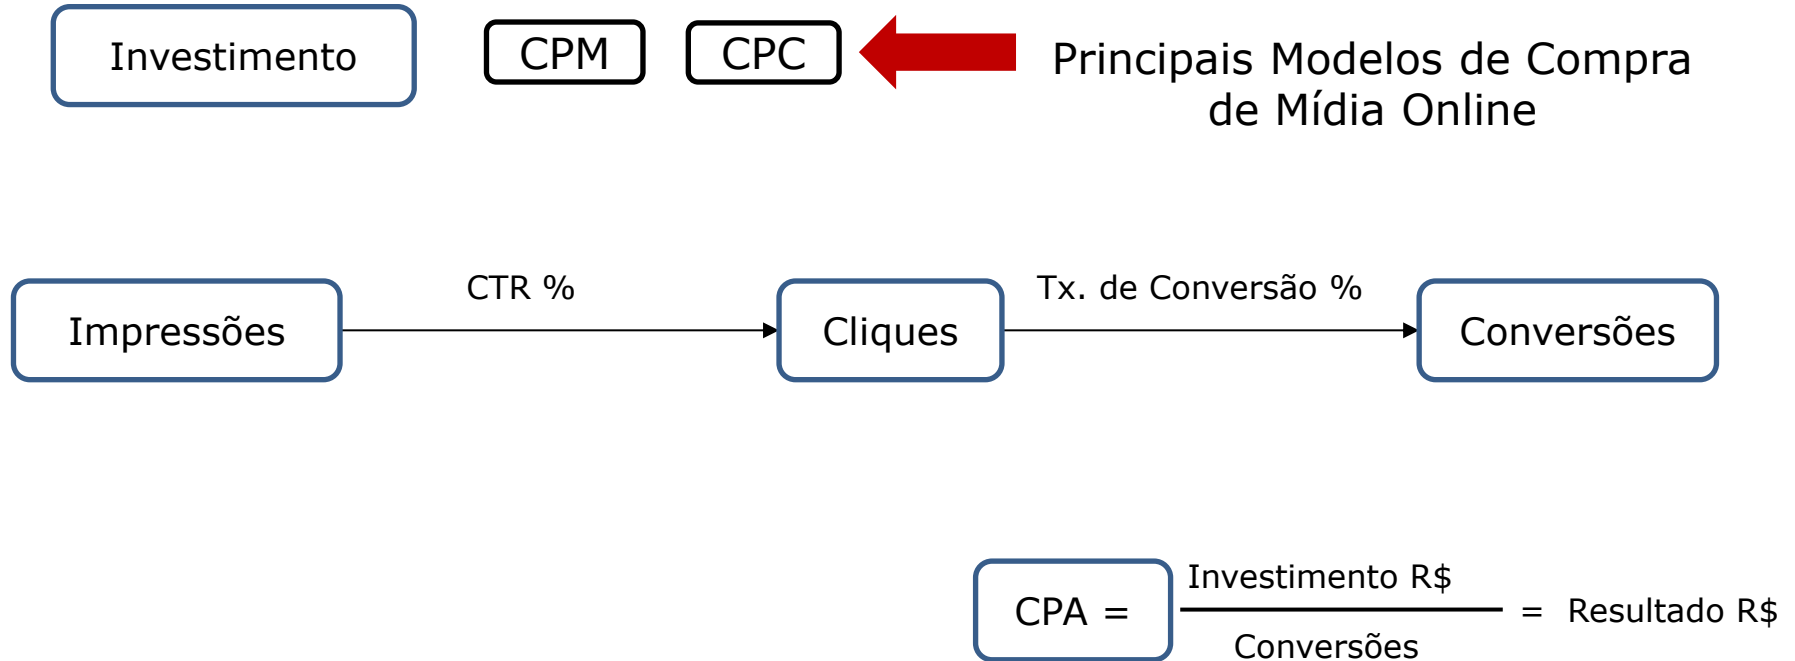 Investimento
CPM
CPC
Principais Modelos de Compra
de Mídia Online
CTR %
Tx. de Conversão %
Impressões
Cliques
Conversões
CPA =
Investimento R$
Conversões
= Resultado R$